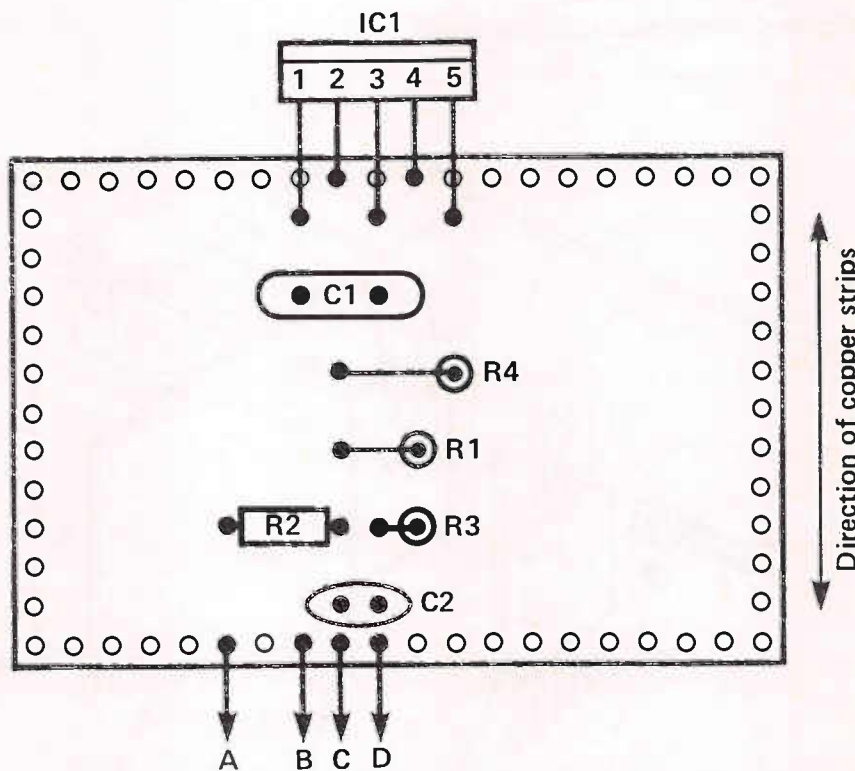 IC1
1 2 3 4 5
C1
R4
R1
R2
R3
C2
A B C D
Direction of copper strips